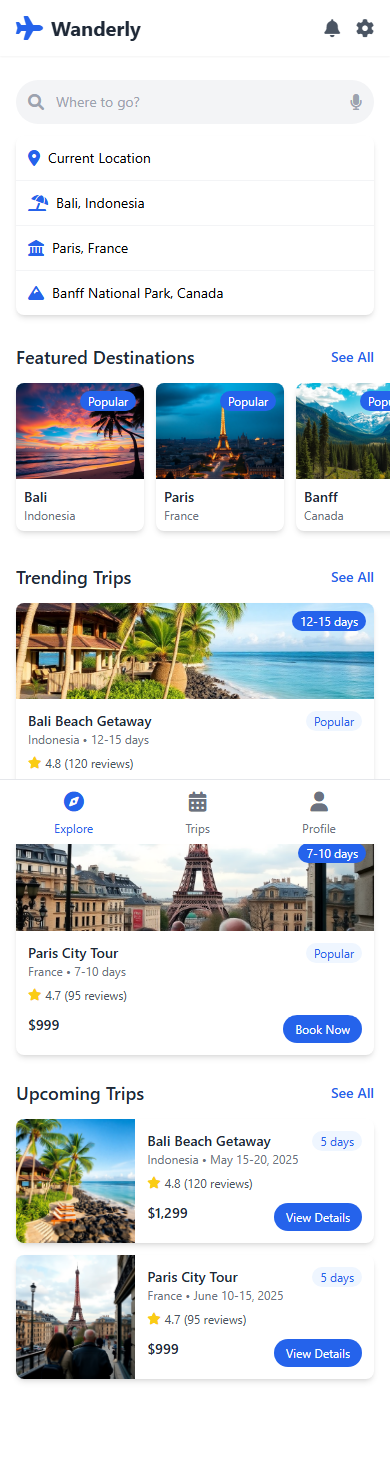 Wanderly
Where to go?
Current Location
Bali, Indonesia
Paris, France
Banff National Park, Canada
Featured Destinations See All
Popular Popular Popu
Bali Paris Banff
Indonesia France Canada
Trending Trips See All
12-15 days
Bali Beach Getaway Popular
Indonesia • 12-15 days
4.8 (120 reviews)
Explore Trips Profile
7-10 days
Paris City Tour Popular
France • 7-10 days
4.7 (95 reviews)
$999 Book Now
Upcoming Trips See All
Bali Beach Getaway 5 days
Indonesia • May 15-20, 2025
4.8 (120 reviews)
$1,299 View Details
Paris City Tour 5 days
France • June 10-15, 2025
4.7 (95 reviews)
$999 View Details